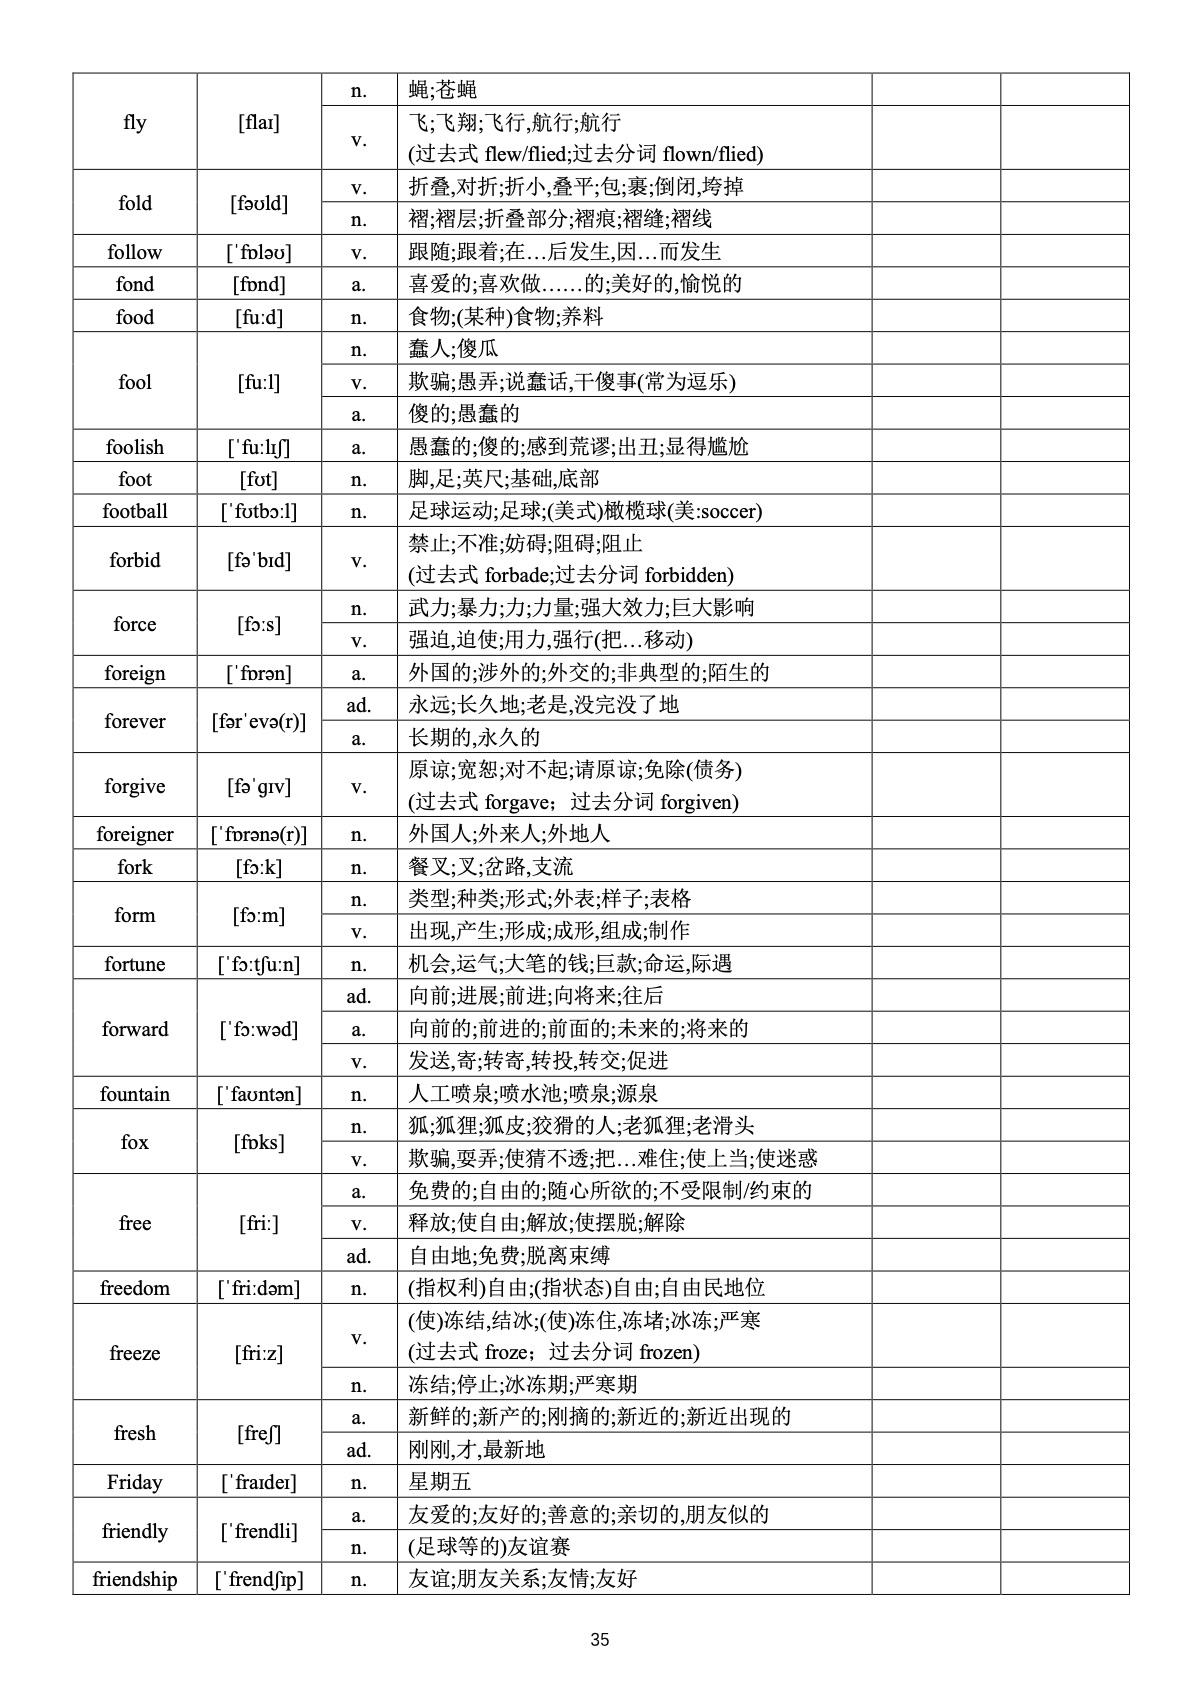 fly [flaɪ] n. 蝇;苍蝇
v. 飞;飞翔;飞行,航行;航行
(过去式 flew/flied;过去分词 flown/flied)
fold [fəʊld] v. 折叠,对折;折小,叠平;包;裹;倒闭,垮掉
n. 褶;褶层;折叠部分;褶痕;褶缝;褶线
follow [ˈfɒləʊ] v. 跟随;跟着;在…后发生,因…而发生
fond [fɒnd] a. 喜爱的;喜欢做……的;美好的,愉悦的
food [fuːd] n. 食物;(某种)食物;养料
fool [fuːl] n. 蠢人;傻瓜
v. 欺骗;愚弄;说蠢话,干傻事(常为逗乐)
a. 傻的;愚蠢的
foolish [ˈfuːlɪʃ] a. 愚蠢的;傻的;感到荒谬;出丑;显得尴尬
foot [fʊt] n. 脚,足;英尺;基础,底部
football [ˈfʊtbɔːl] n. 足球运动;足球;(美式)橄榄球(美:soccer)
forbid [fəˈbɪd] v. 禁止;不准;妨碍;阻碍;阻止
(过去式 forbade;过去分词 forbidden)
force [fɔːs] n. 武力;暴力;力;力量;强大效力;巨大影响
v. 强迫,迫使;用力,强行(把…移动)
foreign [ˈfɒrən] a. 外国的;涉外的;外交的;非典型的;陌生的
forever [fərˈevə(r)] ad. 永远;长久地;老是,没完没了地
a. 长期的,永久的
forgive [fəˈɡɪv] v. 原谅;宽恕;对不起;请原谅;免除(债务)
(过去式 forgave；过去分词 forgiven)
foreigner [ˈfɒrənə(r)] n. 外国人;外来人;外地人
fork [fɔːk] n. 餐叉;叉;岔路,支流
form [fɔːm] n. 类型;种类;形式;外表;样子;表格
v. 出现,产生;形成;成形,组成;制作
fortune [ˈfɔːtʃuːn] n. 机会,运气;大笔的钱;巨款;命运,际遇
forward [ˈfɔːwəd] ad. 向前;进展;前进;向将来;往后
a. 向前的;前进的;前面的;未来的;将来的
v. 发送,寄;转寄,转投,转交;促进
fountain [ˈfaʊntən] n. 人工喷泉;喷水池;喷泉;源泉
fox [fɒks] n. 狐;狐狸;狐皮;狡猾的人;老狐狸;老滑头
v. 欺骗,耍弄;使猜不透;把…难住;使上当;使迷惑
free [friː] a. 免费的;自由的;随心所欲的;不受限制/约束的
v. 释放;使自由;解放;使摆脱;解除
ad. 自由地;免费;脱离束缚
freedom [ˈfriːdəm] n. (指权利)自由;(指状态)自由;自由民地位
freeze [friːz] v. (使)冻结,结冰;(使)冻住,冻堵;冰冻;严寒
(过去式 froze；过去分词 frozen)
n. 冻结;停止;冰冻期;严寒期
fresh [freʃ] a. 新鲜的;新产的;刚摘的;新近的;新近出现的
ad. 刚刚,才,最新地
Friday [ˈfraɪdeɪ] n. 星期五
friendly [ˈfrendli] a. 友爱的;友好的;善意的;亲切的,朋友似的
n. (足球等的)友谊赛
friendship [ˈfrendʃɪp] n. 友谊;朋友关系;友情;友好
35